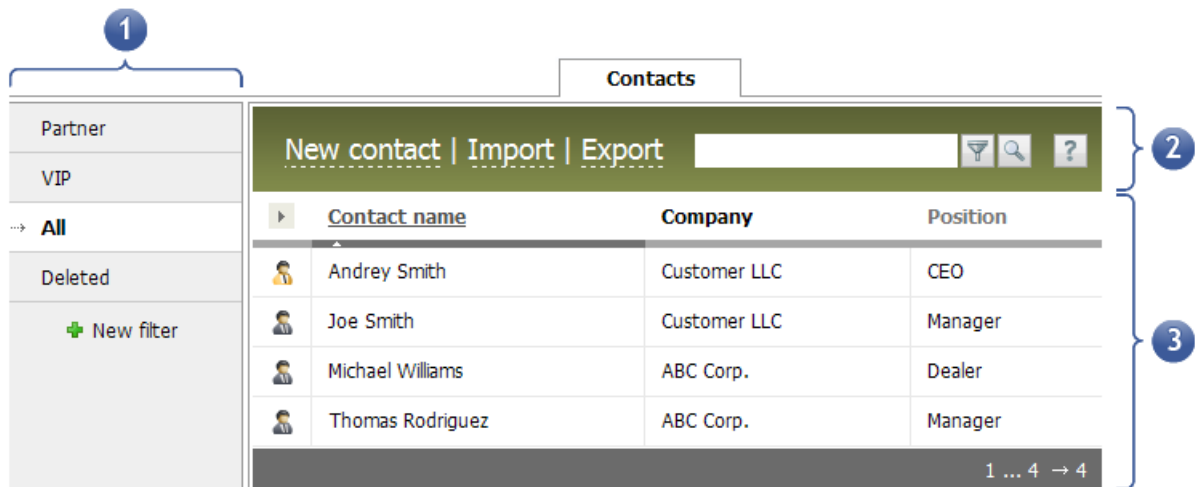 1
Contacts
Partner
VIP
All
Deleted
New filter
New contact | Import | Export
?
2
Contact name Company Position
Andrey Smith Customer LLC CEO
Joe Smith Customer LLC Manager
Michael Williams ABC Corp. Dealer
Thomas Rodriguez ABC Corp. Manager
1 ... 4 → 4
3